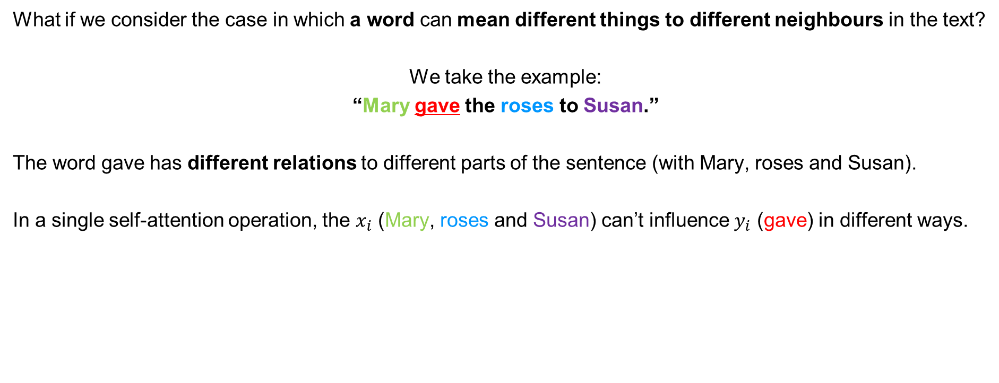 What if we consider the case in which a word can mean different things to different neighbours in the text?
We take the example:
“Mary gave the roses to Susan.”
The word gave has different relations to different parts of the sentence (with Mary, roses and Susan).
In a single self-attention operation, the 𝑥ᵢ (Mary, roses and Susan) can’t influence 𝑦ᵢ (gave) in different ways.